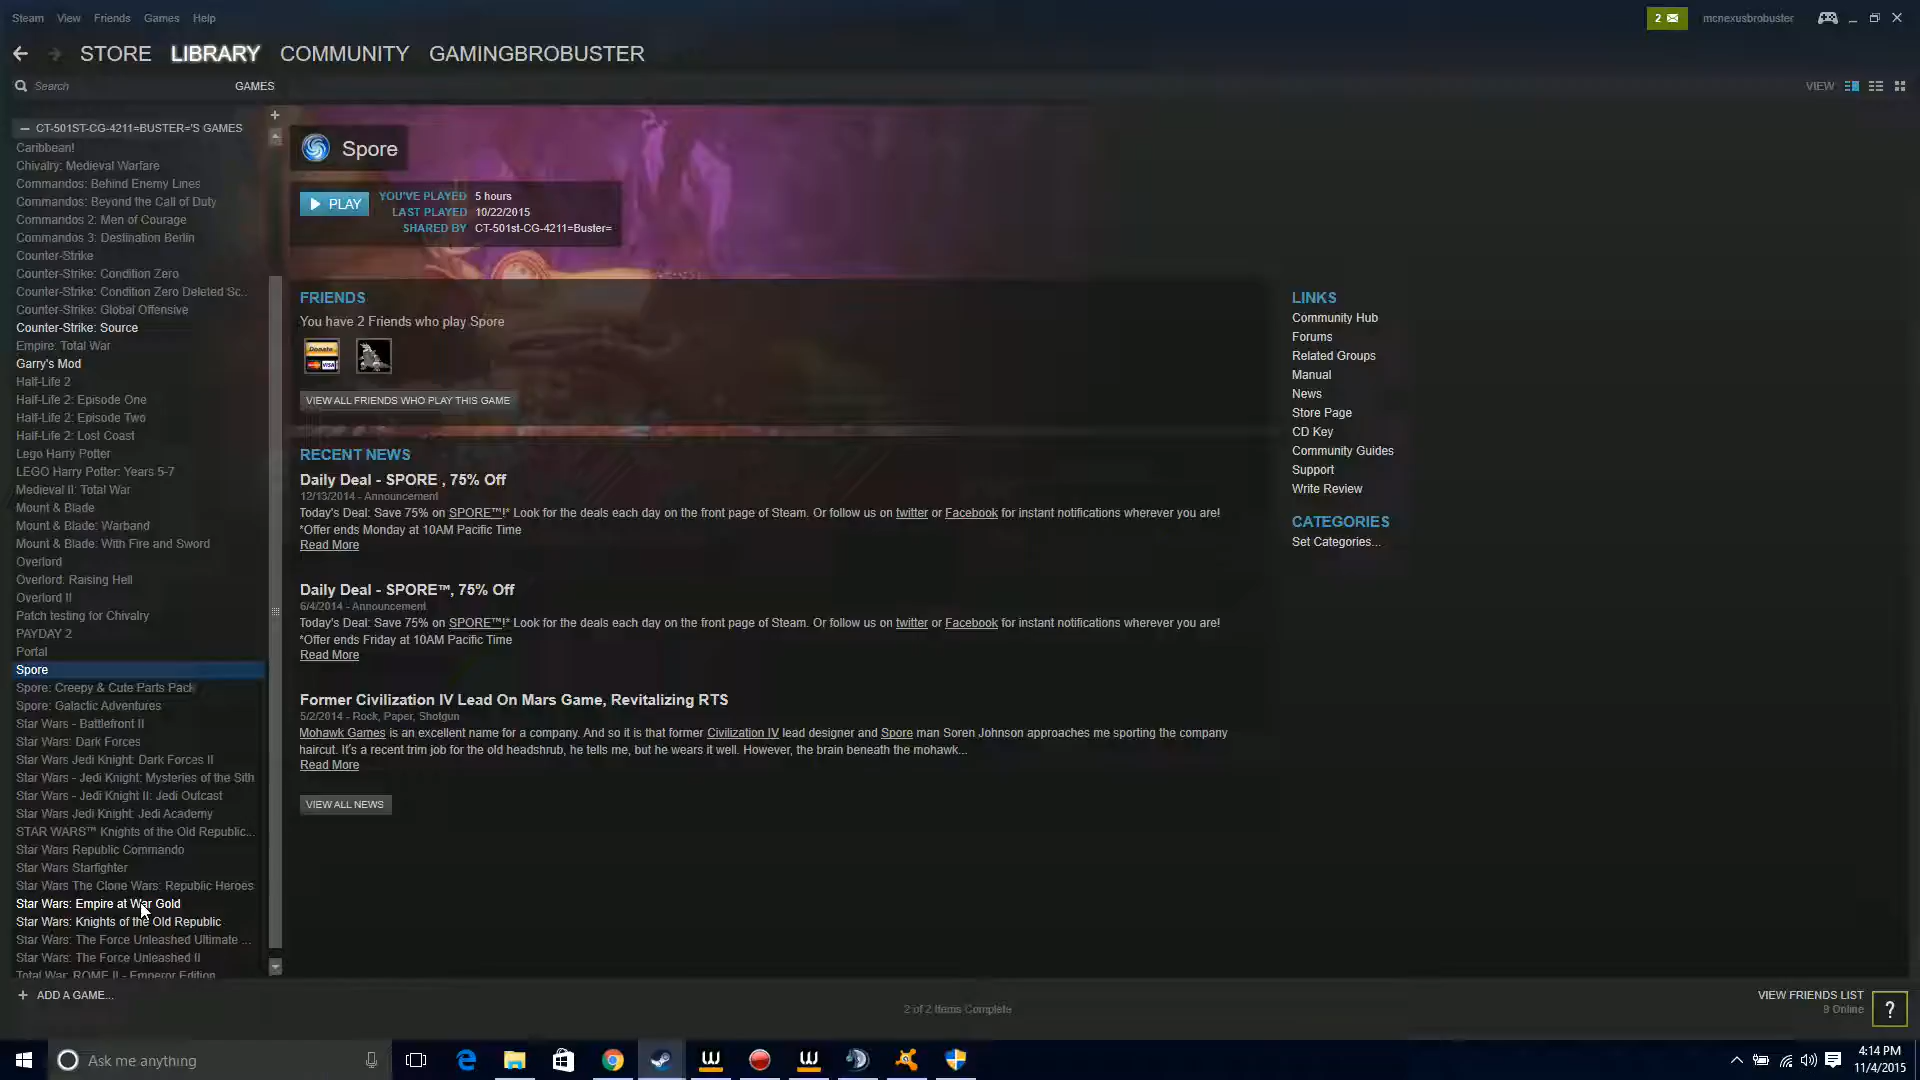 Steam View Friends Games Help
2 mcnexusbrobuster
STORE LIBRARY COMMUNITY GAMINGBROBUSTER
Search GAMES VIEW
CT-501ST-CG-4211=BUSTER='S GAMES
Caribbean!
Chivalry: Medieval Warfare
Commandos: Behind Enemy Lines
Commandos: Beyond the Call of Duty
Commandos 2: Men of Courage
Commandos 3: Destination Berlin
Counter-Strike
Counter-Strike: Condition Zero
Counter-Strike: Condition Zero Deleted Sc...
Counter-Strike: Global Offensive
Counter-Strike: Source
Empire: Total War
Garry's Mod
Half-Life 2
Half-Life 2: Episode One
Half-Life 2: Episode Two
Half-Life 2: Lost Coast
Lego Harry Potter
LEGO Harry Potter: Years 5-7
Medieval II: Total War
Mount & Blade
Mount & Blade: Warband
Mount & Blade: With Fire and Sword
Overlord
Overlord: Raising Hell
Overlord II
Patch testing for Chivalry
PAYDAY 2
Portal
Spore
Spore: Creepy & Cute Parts Pack
Spore: Galactic Adventures
Star Wars - Battlefront II
Star Wars: Dark Forces
Star Wars Jedi Knight: Dark Forces II
Star Wars - Jedi Knight: Mysteries of the Sith
Star Wars - Jedi Knight II: Jedi Outcast
Star Wars Jedi Knight: Jedi Academy
STAR WARS™ Knights of the Old Republic...
Star Wars Republic Commando
Star Wars Starfighter
Star Wars The Clone Wars: Republic Heroes
Star Wars: Empire at War Gold
Star Wars: Knights of the Old Republic
Star Wars: The Force Unleashed Ultimate ...
Star Wars: The Force Unleashed II
Total War: ROME II - Emperor Edition
ADD A GAME...
Spore
PLAY
YOU'VE PLAYED 5 hours
LAST PLAYED 10/22/2015
SHARED BY CT-501st-CG-4211=Buster=
FRIENDS
You have 2 Friends who play Spore
Donate
VISA
VIEW ALL FRIENDS WHO PLAY THIS GAME
RECENT NEWS
Daily Deal - SPORE , 75% Off
12/13/2014 - Announcement
Today's Deal: Save 75% on SPORE™!* Look for the deals each day on the front page of Steam. Or follow us on twitter or Facebook for instant notifications wherever you are!
*Offer ends Monday at 10AM Pacific Time
Read More
Daily Deal - SPORE™, 75% Off
6/4/2014 - Announcement
Today's Deal: Save 75% on SPORE™!* Look for the deals each day on the front page of Steam. Or follow us on twitter or Facebook for instant notifications wherever you are!
*Offer ends Friday at 10AM Pacific Time
Read More
Former Civilization IV Lead On Mars Game, Revitalizing RTS
5/2/2014 - Rock, Paper, Shotgun
Mohawk Games is an excellent name for a company. And so it is that former Civilization IV lead designer and Spore man Soren Johnson approaches me sporting the company
haircut. It's a recent trim job for the old headshrub, he tells me, but he wears it well. However, the brain beneath the mohawk...
Read More
VIEW ALL NEWS
LINKS
Community Hub
Forums
Related Groups
Manual
News
Store Page
CD Key
Community Guides
Support
Write Review
CATEGORIES
Set Categories...
2 of 2 Items Complete
VIEW FRIENDS LIST
9 Online
?
Ask me anything
4:14 PM
11/4/2015